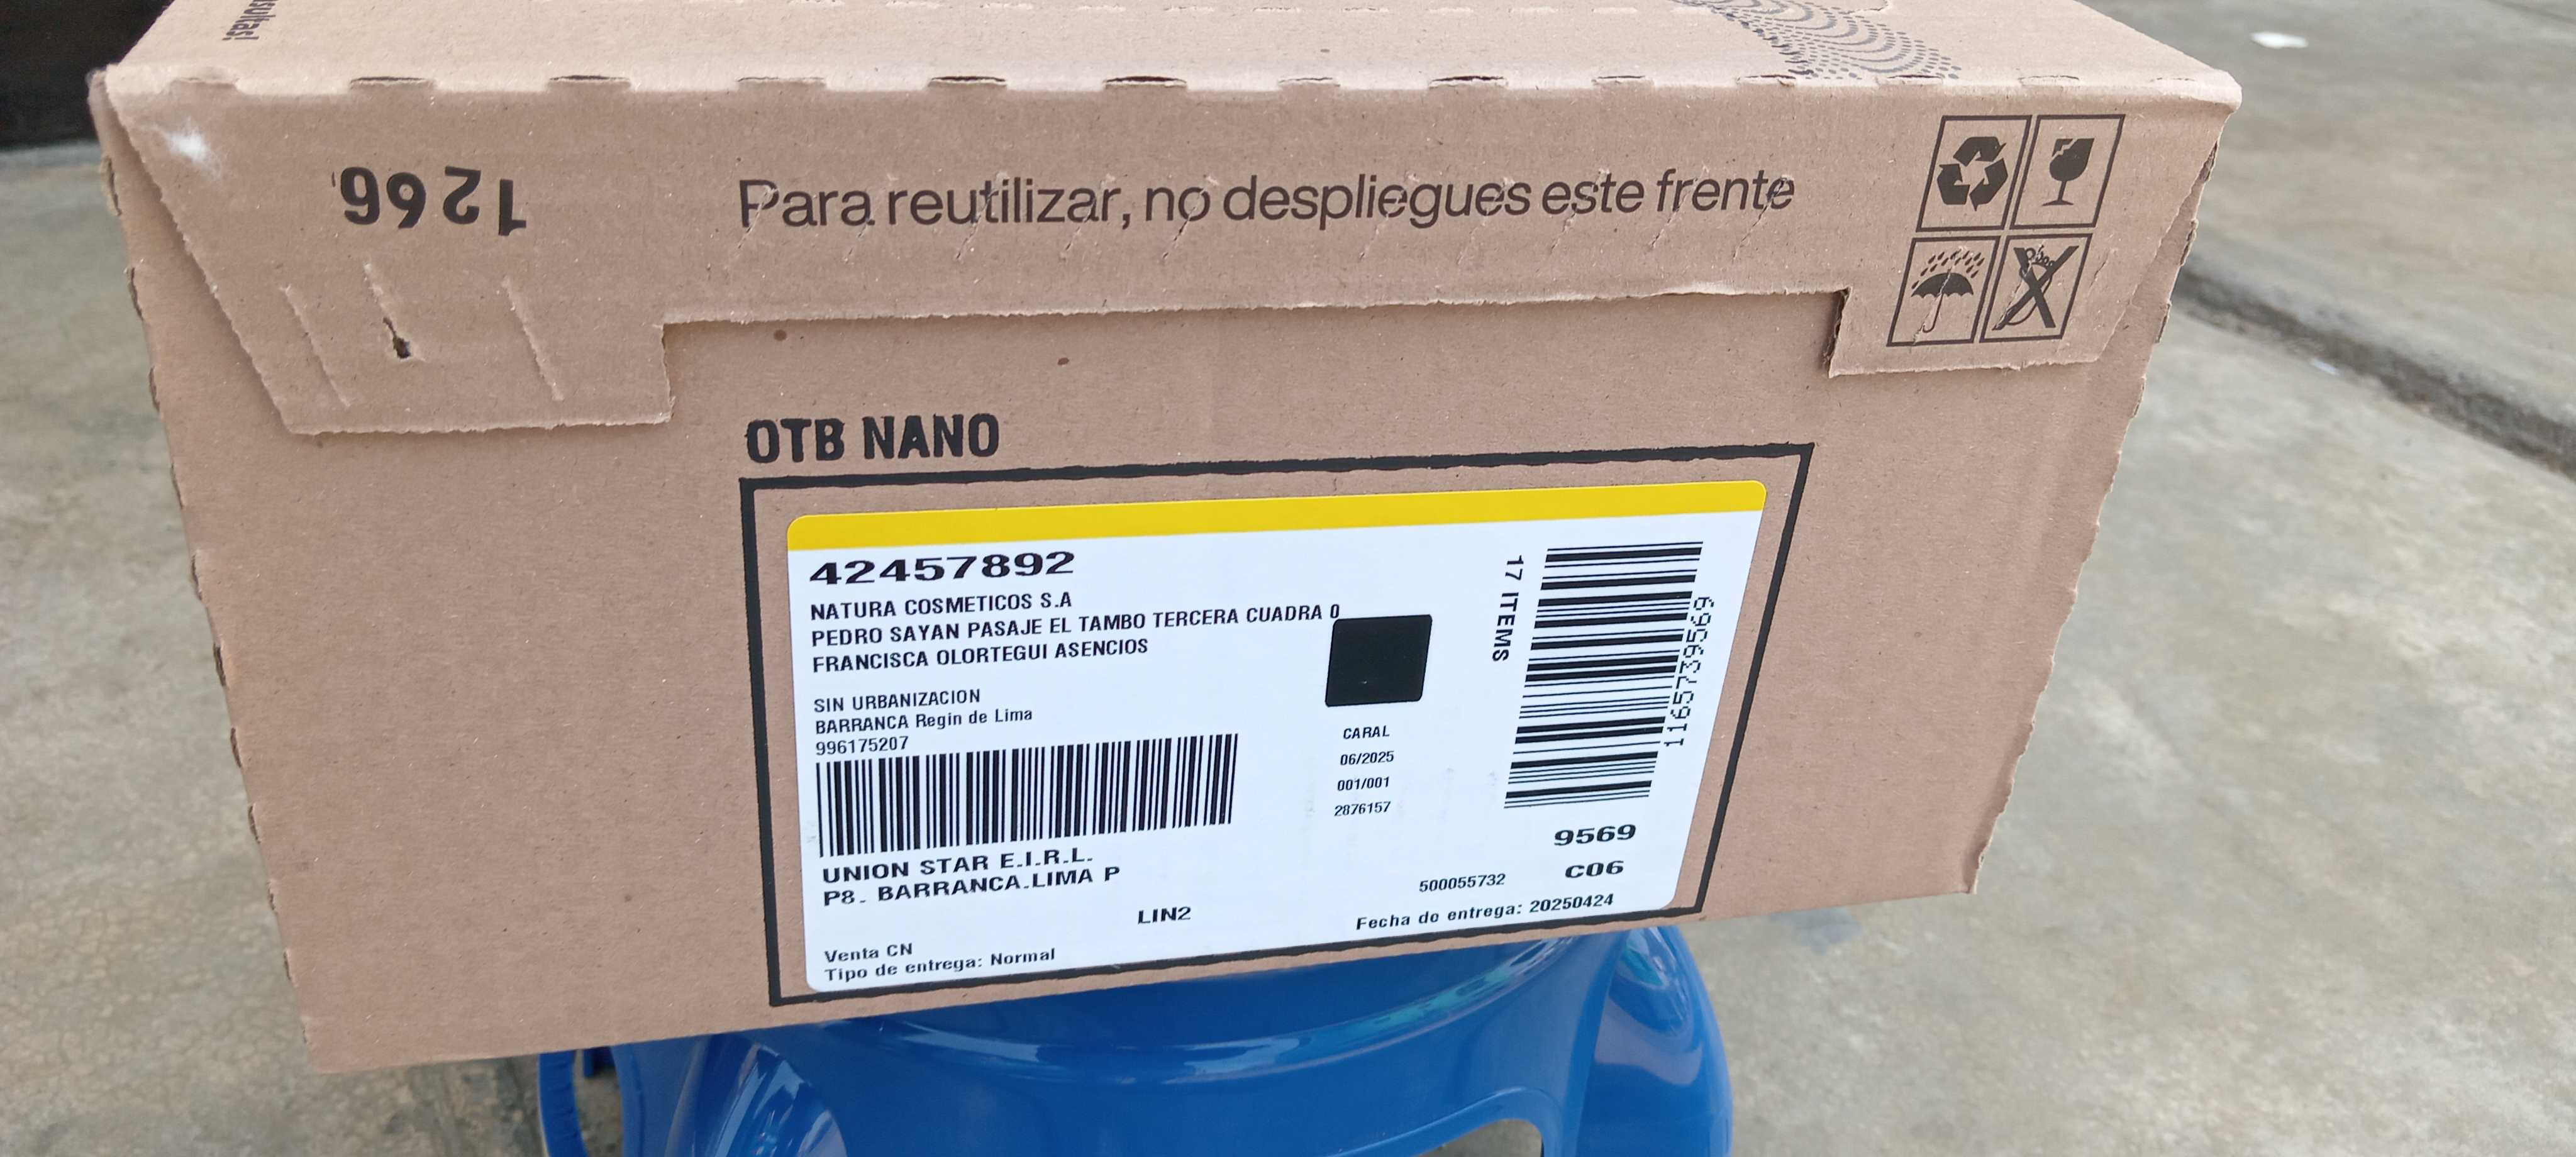 sultas!
1266
Para reutilizar, no despliegues este frente
OTB NANO
42457892
NATURA COSMETICOS S.A
PEDRO SAYAN PASAJE EL TAMBO TERCERA CUADRA 0
FRANCISCA OLORTEGUI ASENCIOS
SIN URBANIZACION
BARRANCA Regin de Lima
996175207
UNION STAR E.I.R.L.
P8. BARRANCA.LIMA P
LIN2
Venta CN
Tipo de entrega: Normal
CARAL
06/2025
001/001
2876157
17 ITEMS
1165739569
9569
C06
500055732
Fecha de entrega: 20250424